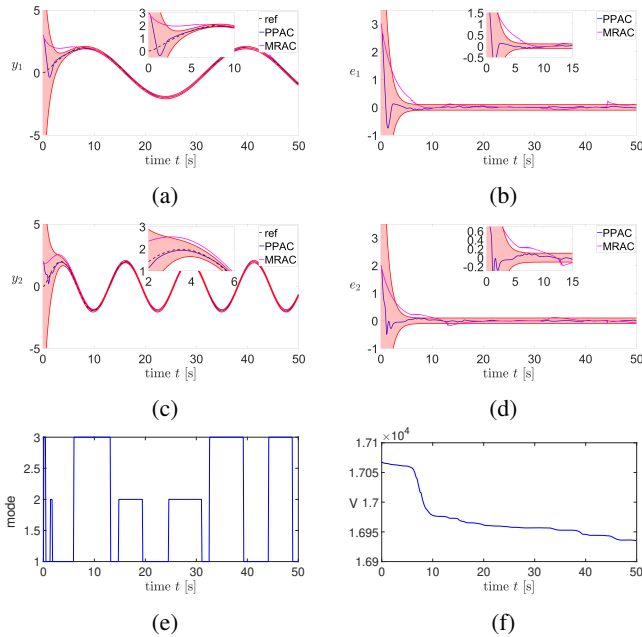 5
y1 0
-5
0 10 20 30 40 50
time t [s]
3
2
1
0
0 5 10
ref
PPAC
MRAC
(a)
3
2
e1 1
0
-1
0 10 20 30 40 50
time t [s]
1.5
1
0.5
0
-0.5
0 5 10 15
PPAC
MRAC
(b)
5
y2 0
-5
0 10 20 30 40 50
time t [s]
3
2
1
2 4 6
ref
PPAC
MRAC
(c)
3
2
e2 1
0
-1
0 10 20 30 40 50
time t [s]
0.6
0.4
0.2
0
-0.2
0 5 10 15
PPAC
MRAC
(d)
3
2.5
mode 2
1.5
1
0 10 20 30 40 50
time t [s]
(e)
×10^4
1.71
1.705
V 1.7
1.695
1.69
0 10 20 30 40 50
time t [s]
(f)